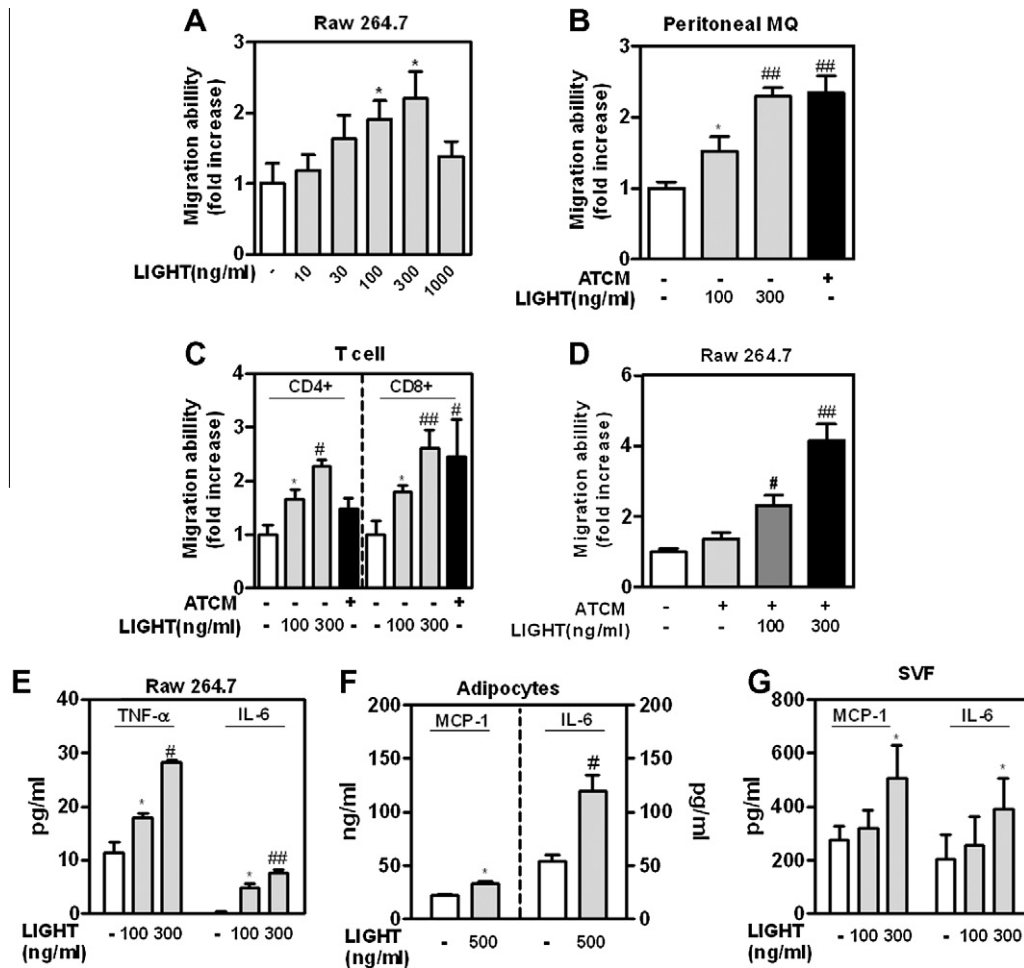 A
Raw 264.7
Migration abillity
(fold increase)
3
2
1
0
* *
LIGHT(ng/ml) - 10 30 100 300 1000
B
Peritoneal MQ
Migration abillity
(fold increase)
3
2
1
0
* ## ##
ATCM - - - +
LIGHT(ng/ml) - 100 300 -
C
T cell
Migration abillity
(fold increase)
4
3
2
1
0
CD4+ CD8+
* # * ## #
ATCM - - - + - - - +
LIGHT(ng/ml) - 100 300 - - 100 300 -
D
Raw 264.7
Migration abillity
(fold increase)
6
4
2
0
# ##
ATCM - + + +
LIGHT(ng/ml) - - 100 300
E
Raw 264.7
pg/ml
40
30
20
10
0
TNF-α IL-6
* # * ##
LIGHT - 100 300 - 100 300
(ng/ml)
F
Adipocytes
ng/ml
200
150
100
50
0
MCP-1 IL-6
* #
200
150
100
50
0
pg/ml
LIGHT - 500 - 500
(ng/ml)
G
SVF
pg/ml
800
600
400
200
0
MCP-1 IL-6
* *
LIGHT - 100 300 - 100 300
(ng/ml)